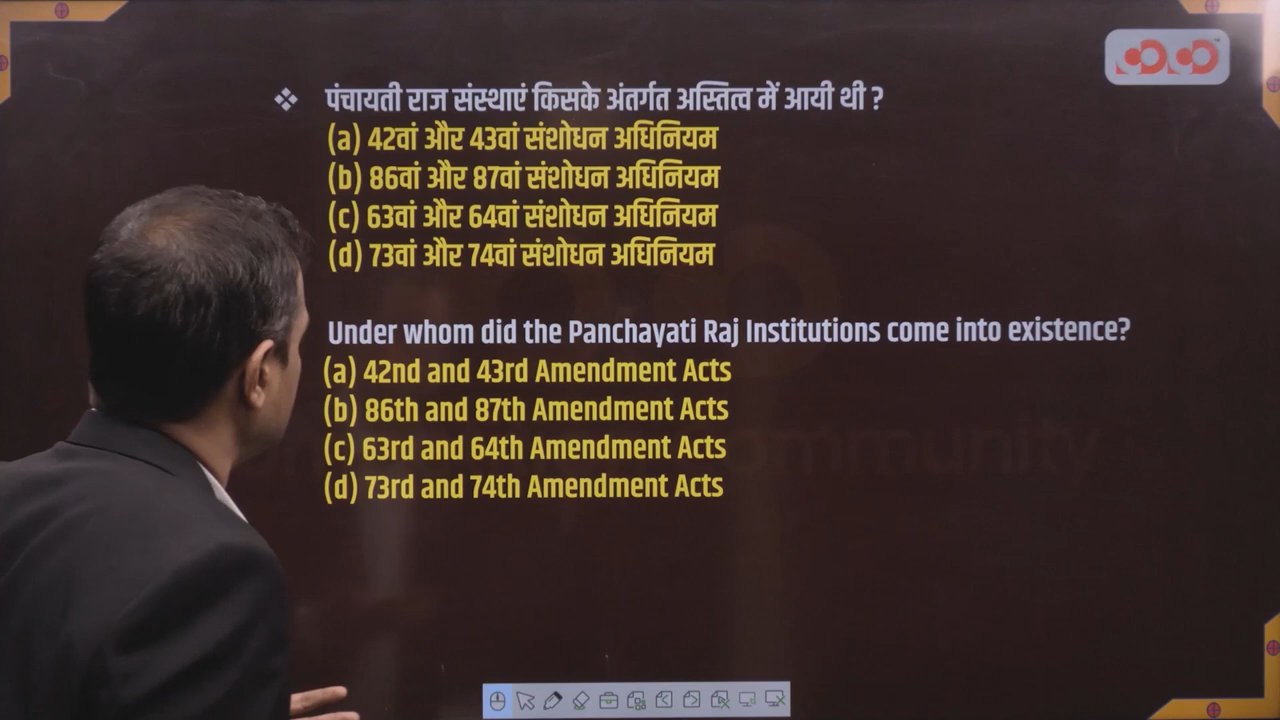 ❖ पंचायती राज संस्थाएं किसके अंतर्गत अस्तित्व में आयी थी ?
(a) 42वां और 43वां संशोधन अधिनियम
(b) 86वां और 87वां संशोधन अधिनियम
(c) 63वां और 64वां संशोधन अधिनियम
(d) 73वां और 74वां संशोधन अधिनियम
Under whom did the Panchayati Raj Institutions come into existence?
(a) 42nd and 43rd Amendment Acts
(b) 86th and 87th Amendment Acts
(c) 63rd and 64th Amendment Acts
(d) 73rd and 74th Amendment Acts